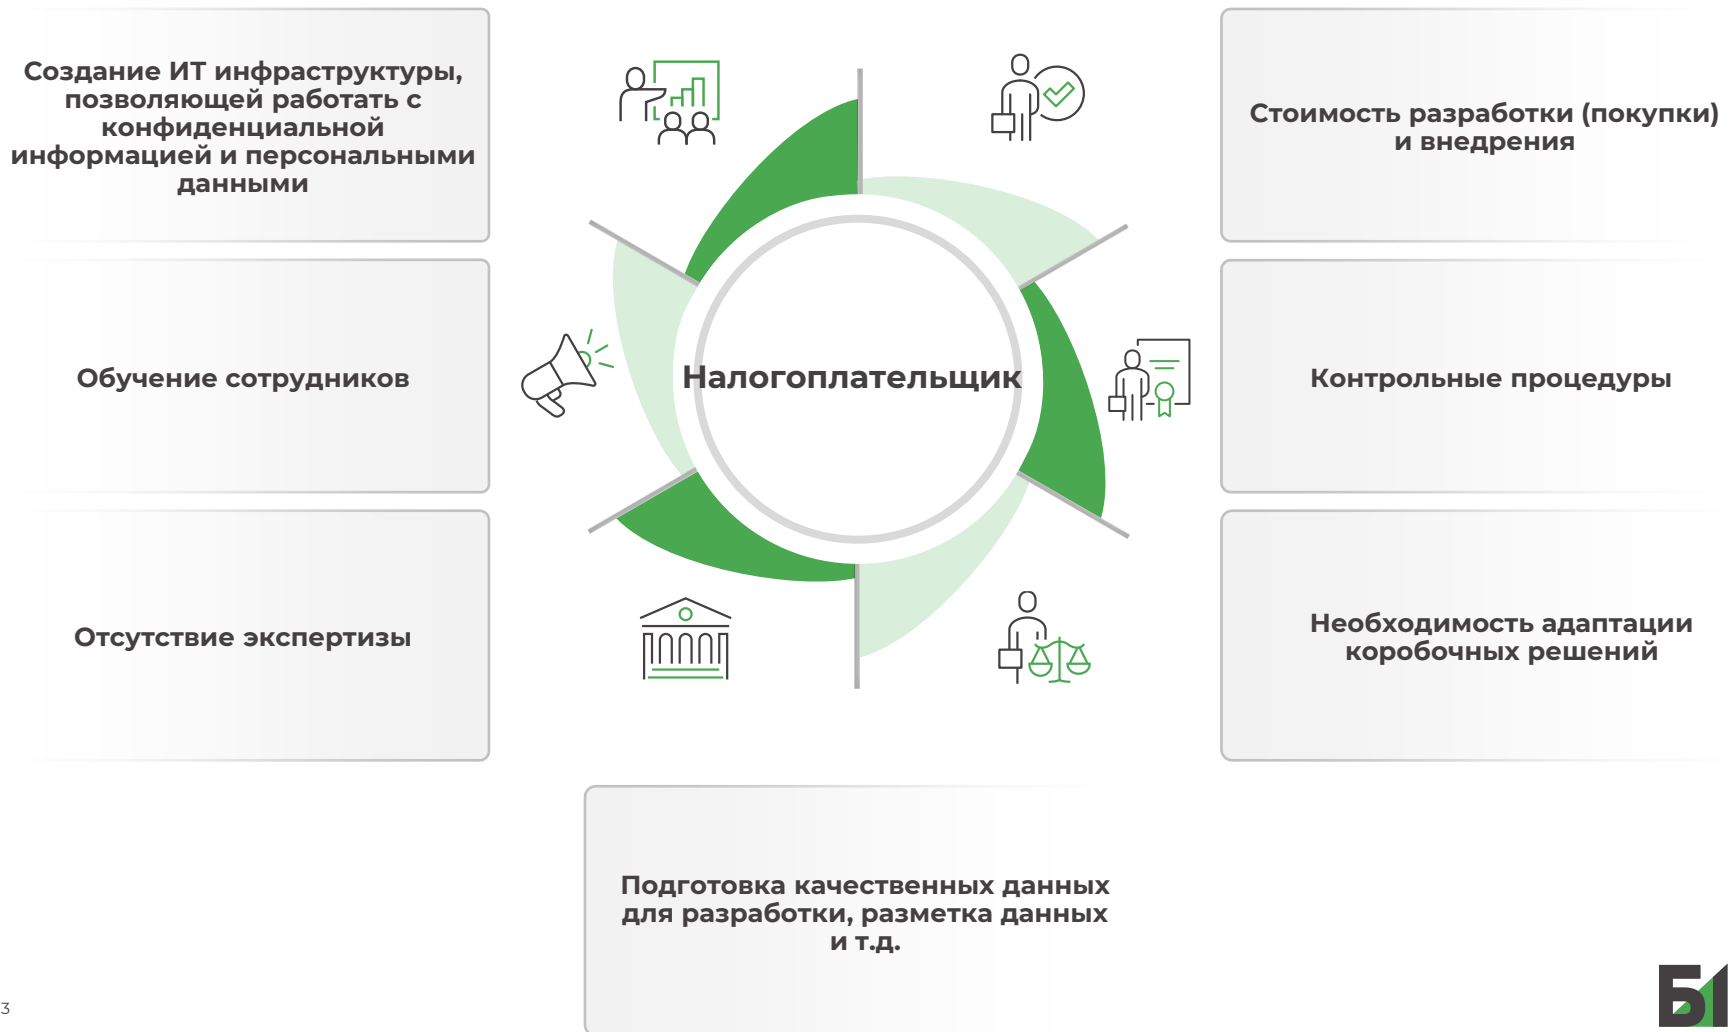 Создание ИТ инфраструктуры,
позволяющей работать с
конфиденциальной
информацией и персональными
данными
Стоимость разработки (покупки)
и внедрения
Обучение сотрудников
Налогоплательщик
Контрольные процедуры
Отсутствие экспертизы
Необходимость адаптации
коробочных решений
Подготовка качественных данных
для разработки, разметка данных
и т.д.
3
Б1